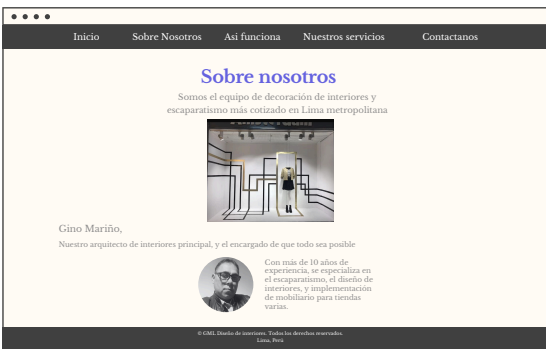 Inicio Sobre Nosotros Asi funciona Nuestros servicios Contactanos
Sobre nosotros
Somos el equipo de decoración de interiores y
escaparatismo más cotizado en Lima metropolitana
Gino Mariño,
Nuestro arquitecto de interiores principal, y el encargado de que todo sea posible
Con más de 10 años de
experiencia, se especializa en
el escaparatismo, el diseño de
interiores, y implementación
de mobiliario para tiendas
varias.
© GML Diseño de interiores. Todos los derechos reservados.
Lima, Perú